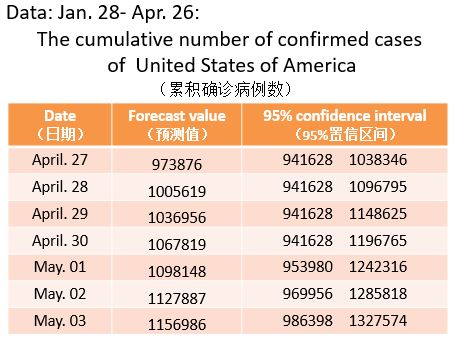 Data: Jan. 28- Apr. 26:
The cumulative number of confirmed cases
of United States of America
（累积确诊病例数）
Date Forecast value 95% confidence interval
（日期） （预测值） （95%置信区间）
April. 27 973876 941628 1038346
April. 28 1005619 941628 1096795
April. 29 1036956 941628 1148625
April. 30 1067819 941628 1196765
May. 01 1098148 953980 1242316
May. 02 1127887 969956 1285818
May. 03 1156986 986398 1327574